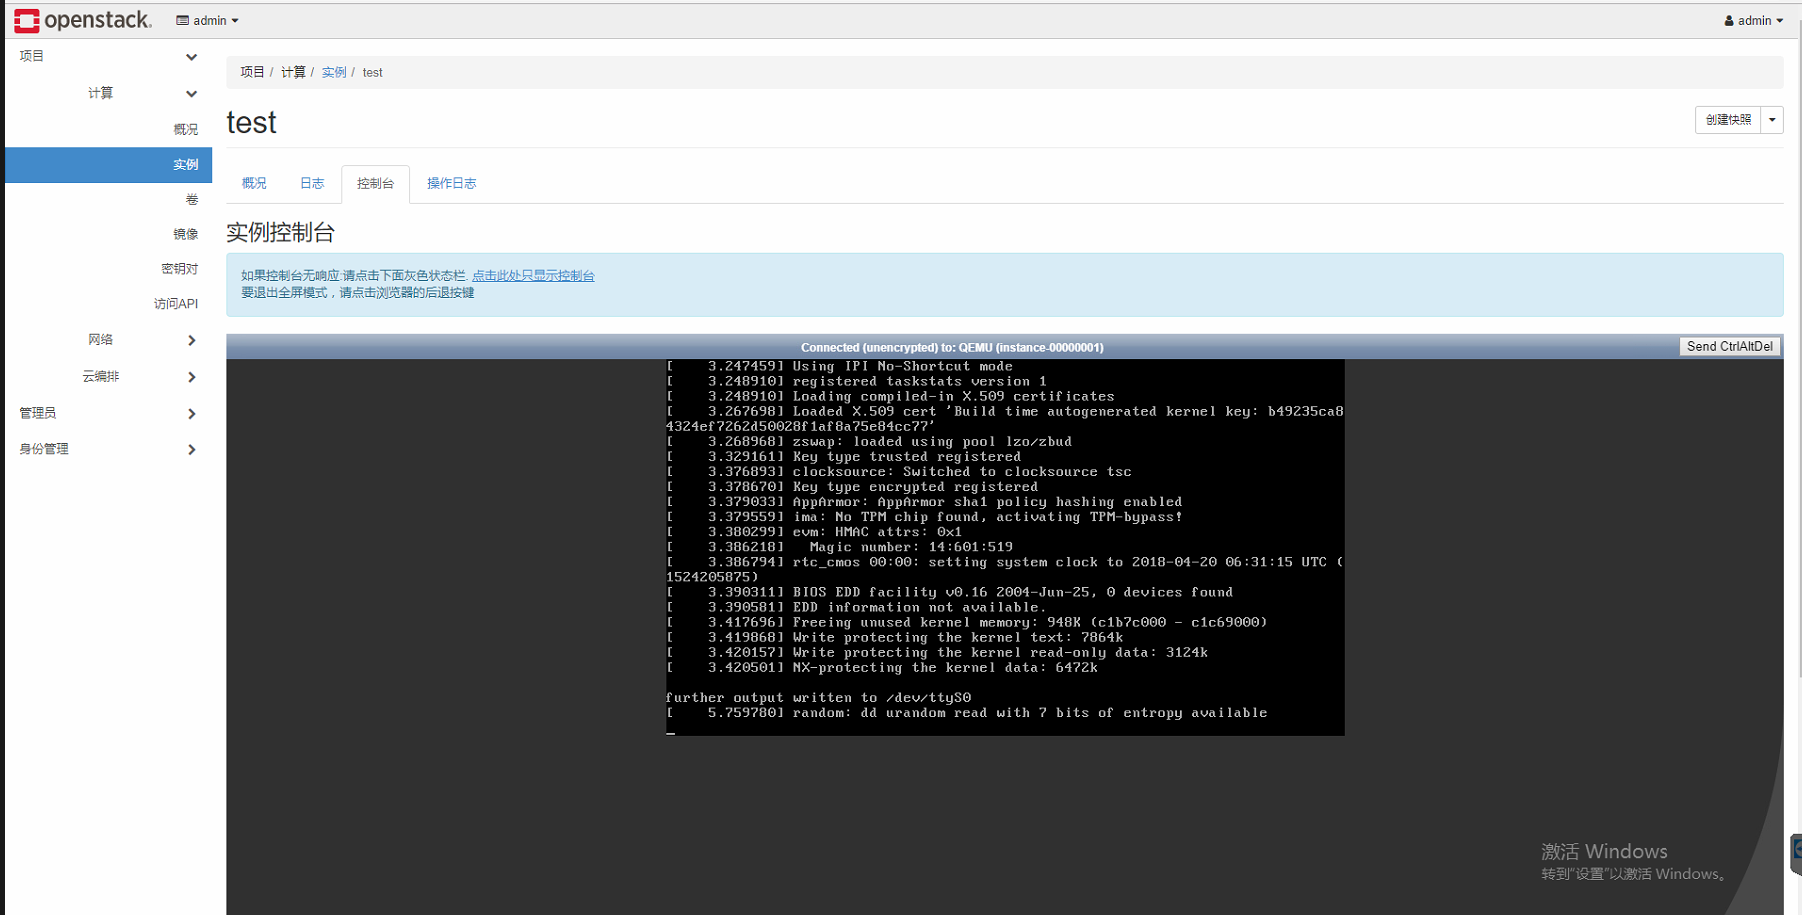 openstack. admin admin
项目
项目 / 计算 / 实例 / test
计算
test
创建快照
概况
实例
概况 日志 控制台 操作日志
卷
实例控制台
镜像
密钥对
如果控制台无响应:请点击下面灰色状态栏. 点击此处只显示控制台
要退出全屏模式，请点击浏览器的后退按键
访问API
网络
云编排
管理员
身份管理
Connected (unencrypted) to: QEMU (instance-00000001)
Send CtrlAltDel
[    3.247459] Using IPI No-Shortcut mode
[    3.248910] registered taskstats version 1
[    3.248910] Loading compiled-in X.509 certificates
[    3.267698] Loaded X.509 cert 'Build time autogenerated kernel key: b49235ca8
4324ef7262d50028f1af8a75e84cc77'
[    3.268968] zswap: loaded using pool lzo/zbud
[    3.329161] Key type trusted registered
[    3.376893] clocksource: Switched to clocksource tsc
[    3.378670] Key type encrypted registered
[    3.379033] AppArmor: AppArmor sha1 policy hashing enabled
[    3.379559] ima: No TPM chip found, activating TPM-bypass!
[    3.380299] evm: HMAC attrs: 0x1
[    3.386218]   Magic number: 14:601:519
[    3.386794] rtc_cmos 00:00: setting system clock to 2018-04-20 06:31:15 UTC (
1524205875)
[    3.390311] BIOS EDD facility v0.16 2004-Jun-25, 0 devices found
[    3.390581] EDD information not available.
[    3.417696] Freeing unused kernel memory: 948K (c1b7c000 - c1c69000)
[    3.419868] Write protecting the kernel text: 7864k
[    3.420157] Write protecting the kernel read-only data: 3124k
[    3.420501] NX-protecting the kernel data: 6472k
further output written to /dev/ttyS0
[    5.759780] random: dd urandom read with 7 bits of entropy available
激活 Windows
转到“设置”以激活 Windows。